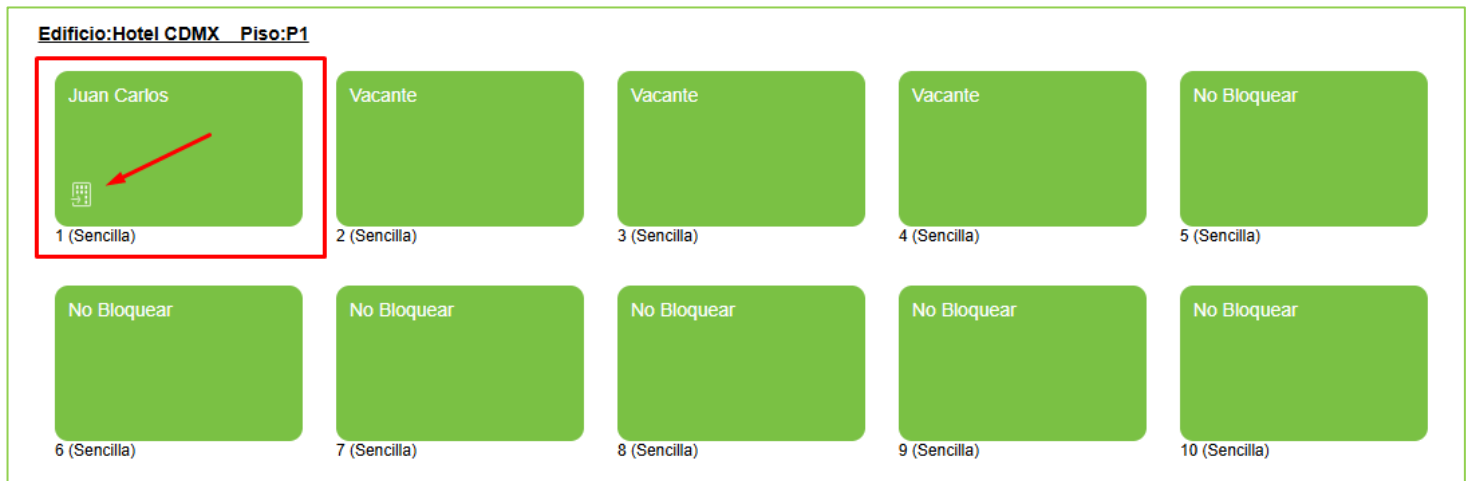 Edificio:Hotel CDMX Piso:P1
Juan Carlos
Vacante
Vacante
Vacante
No Bloquear
1 (Sencilla)
2 (Sencilla)
3 (Sencilla)
4 (Sencilla)
5 (Sencilla)
No Bloquear
No Bloquear
No Bloquear
No Bloquear
No Bloquear
6 (Sencilla)
7 (Sencilla)
8 (Sencilla)
9 (Sencilla)
10 (Sencilla)